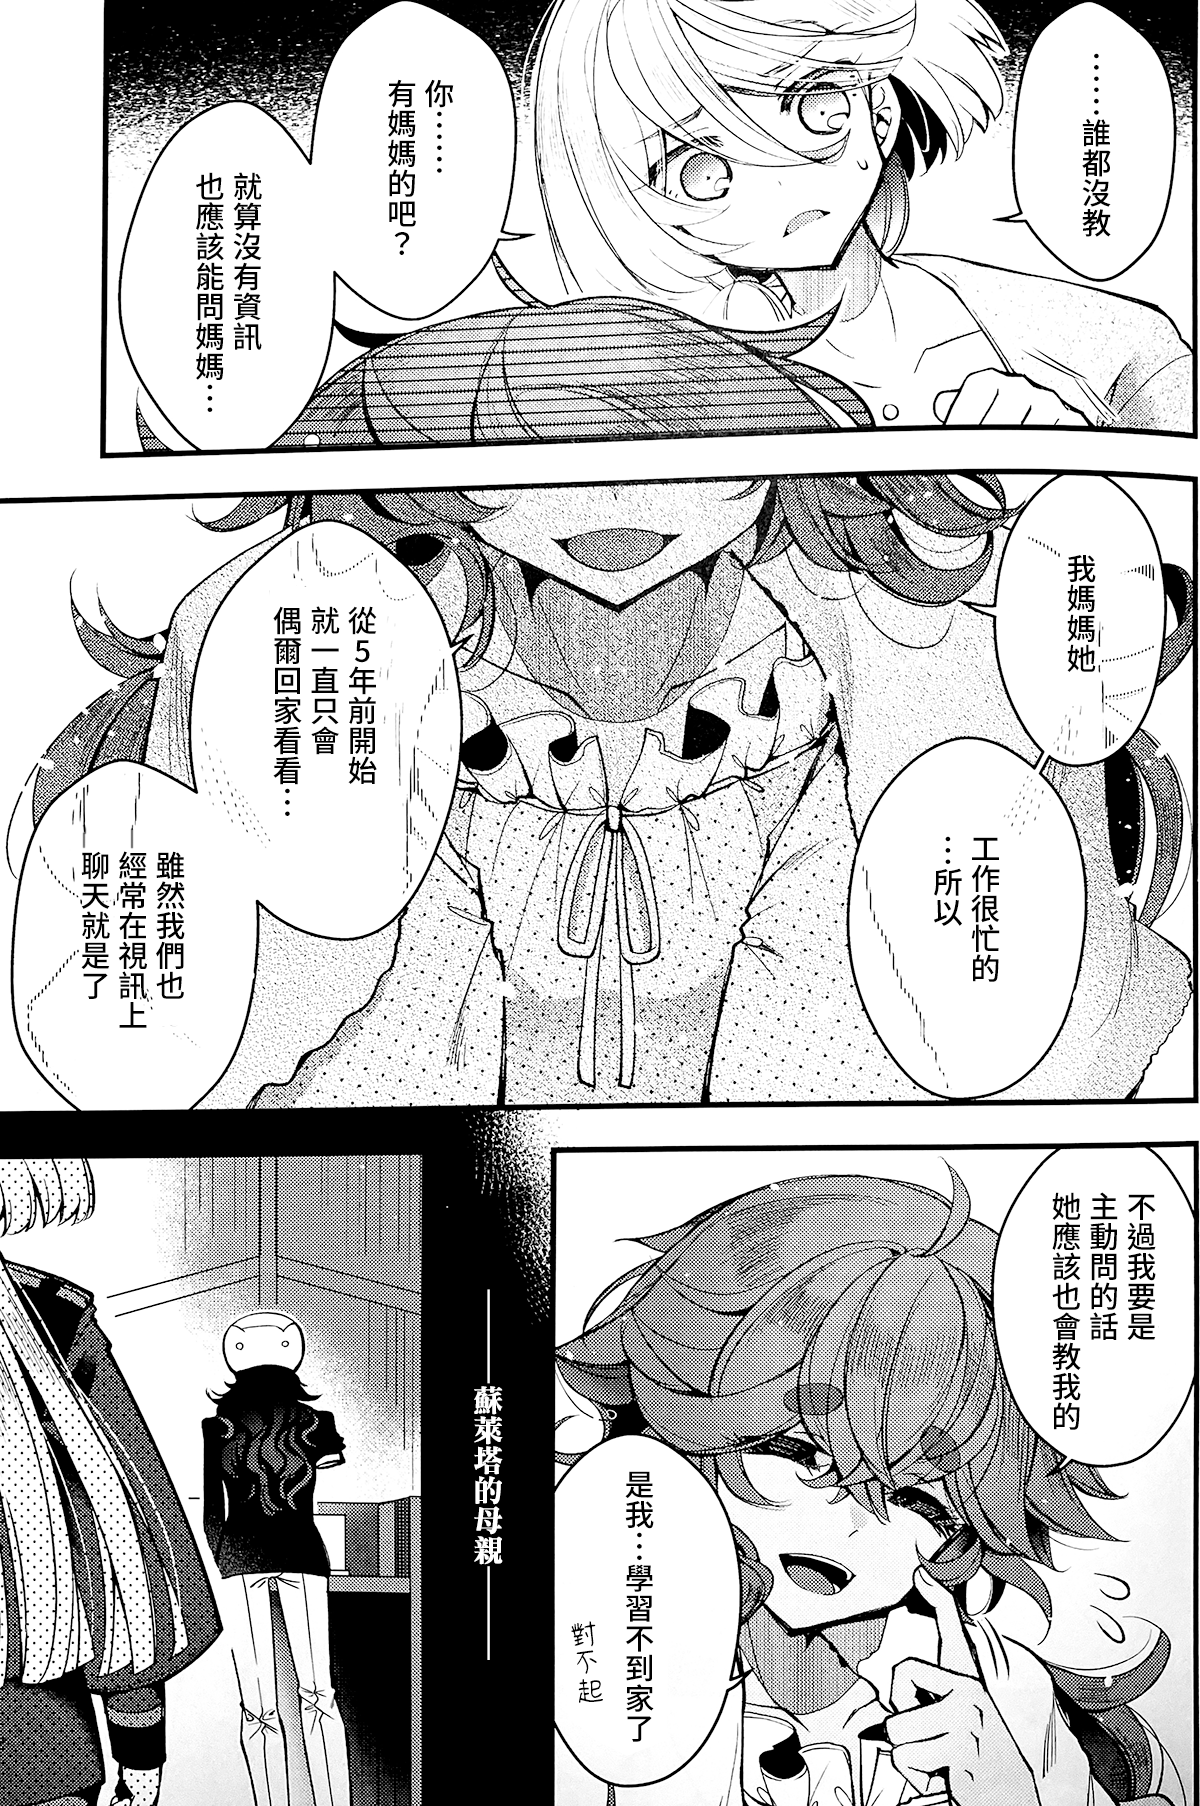 ……誰都沒教
你……
有媽媽的吧？
就算沒有資訊
也應該能問媽媽…
我媽媽她
工作很忙的
…所以
從5年前開始
就一直只會
偶爾回家看看…
雖然我們也
經常在視訊上
聊天就是了
不過我要是
主動問的話
她應該也會教我的
是我…學習不到家了
對不起
——蘇萊塔的母親——